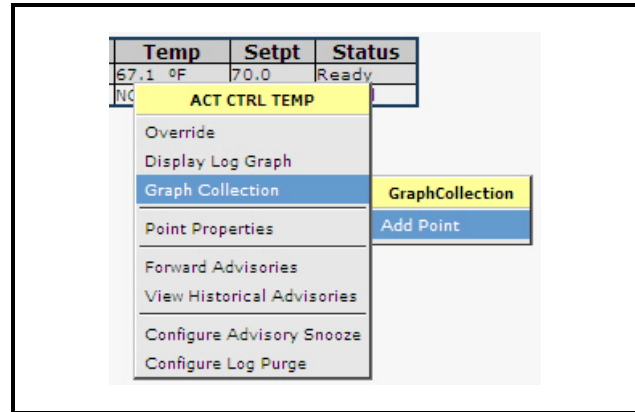 Temp Setpt Status
67.1 ºF 70.0 Ready
ACT CTRL TEMP
Override
Display Log Graph
Graph Collection
GraphCollection
Add Point
Point Properties
Forward Advisories
View Historical Advisories
Configure Advisory Snooze
Configure Log Purge